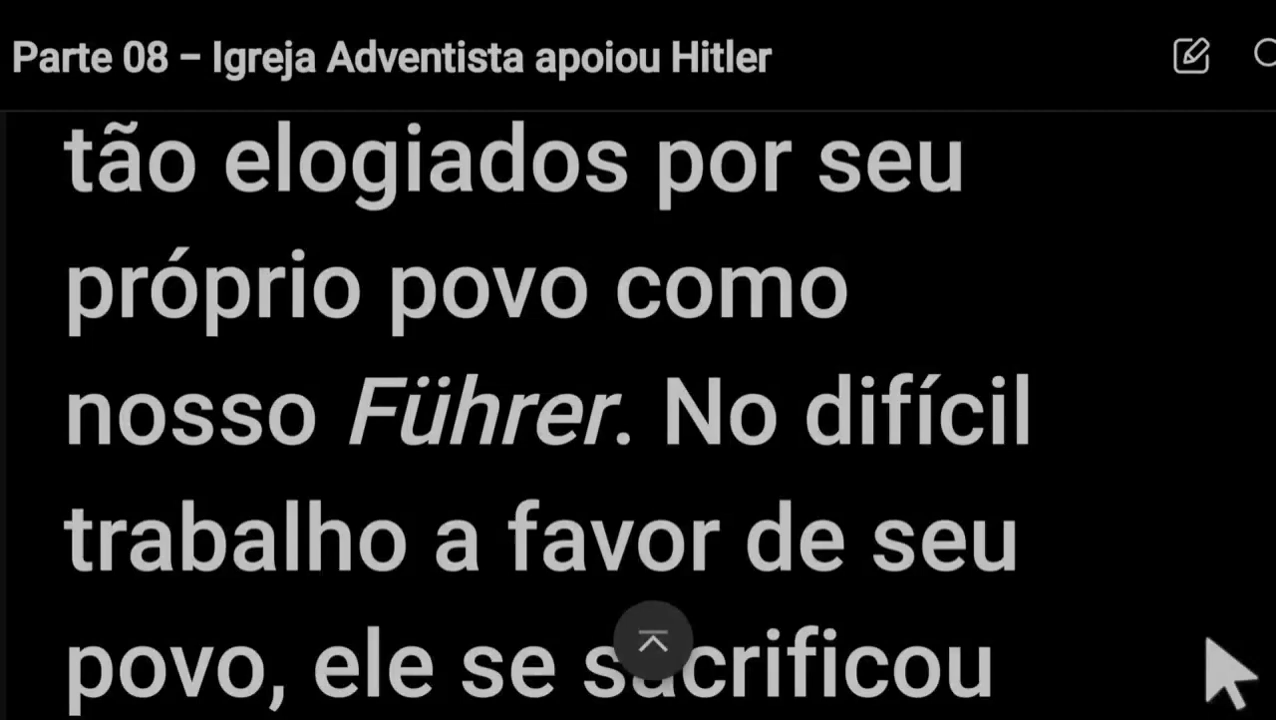 Parte 08 – Igreja Adventista apoiou Hitler
tão elogiados por seu
próprio povo como
nosso Führer. No difícil
trabalho a favor de seu
povo, ele se sacrificou